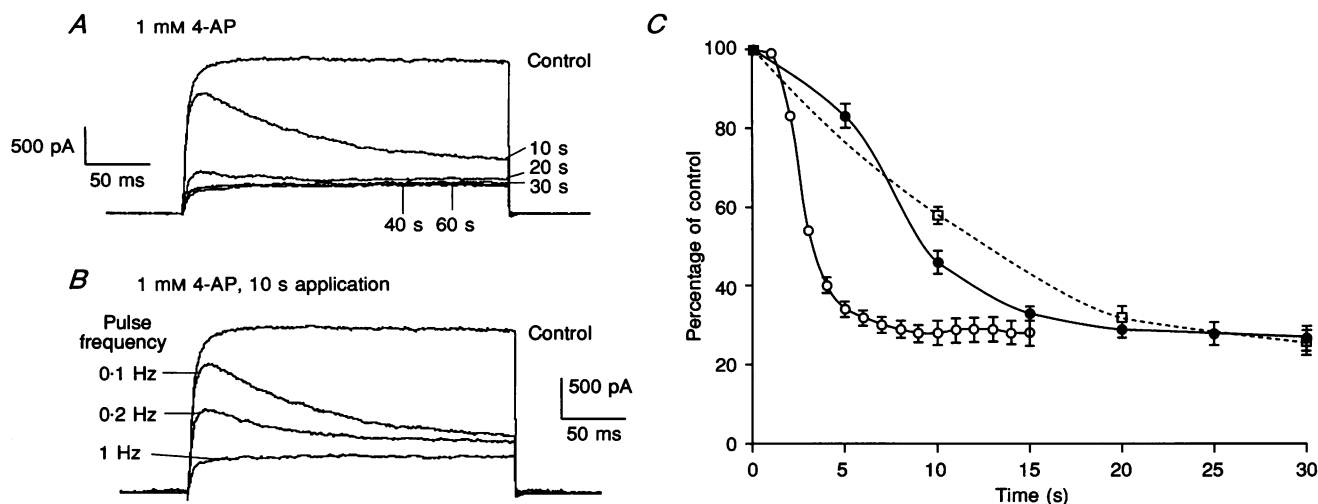 A 1 mM 4-AP
Control
500 pA
50 ms
10 s
20 s
30 s
40 s 60 s
B 1 mM 4-AP, 10 s application
Pulse
frequency
Control
0·1 Hz
0·2 Hz
1 Hz
500 pA
50 ms
C
Percentage of control
100
80
60
40
20
0
0 5 10 15 20 25 30
Time (s)